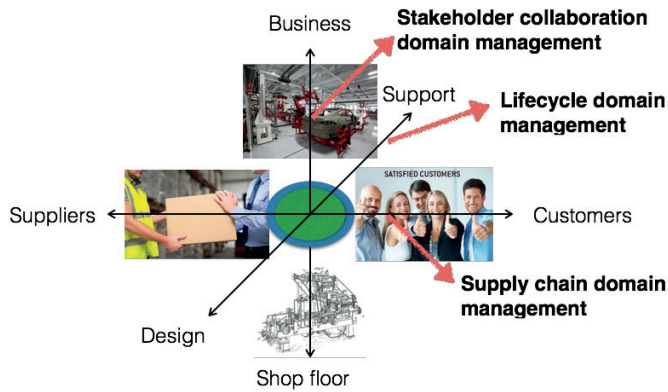 Business
Stakeholder collaboration
domain management
Support
Lifecycle domain
management
SATISFIED CUSTOMERS
Suppliers
Customers
Supply chain domain
management
Design
Shop floor